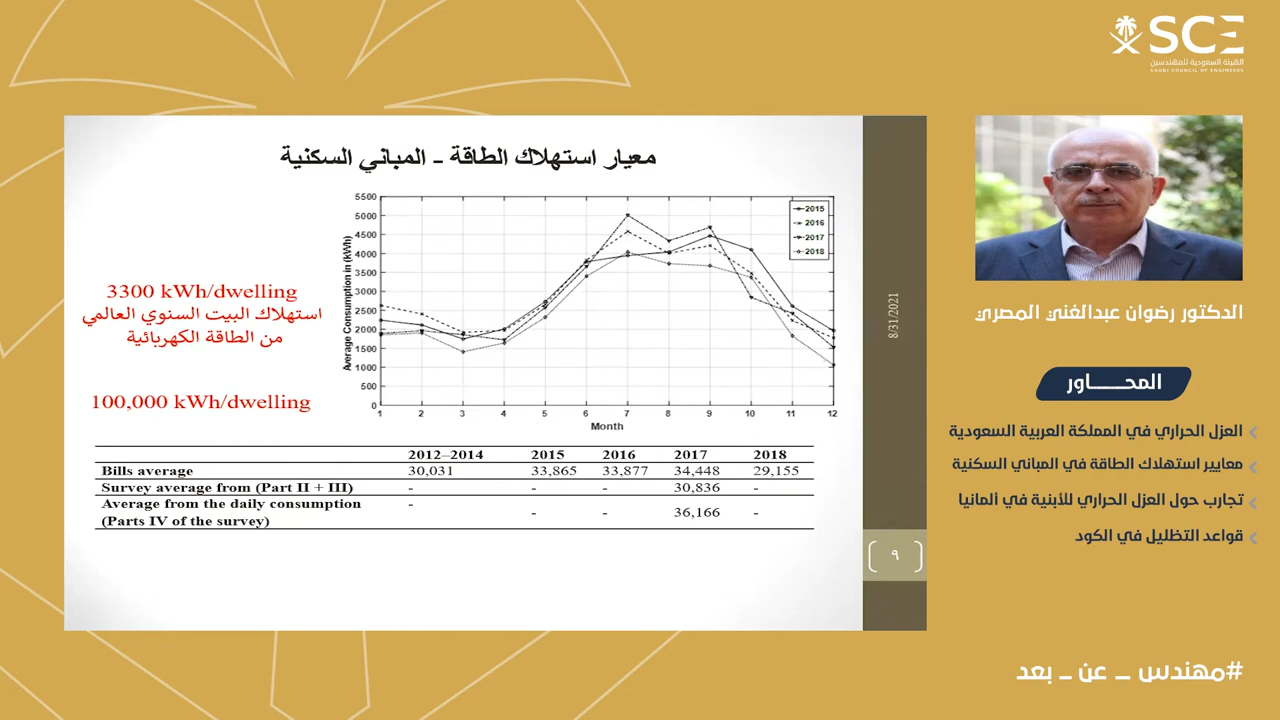 SCE
الهيئة السعودية للمهندسين
SAUDI COUNCIL OF ENGINEERS
معيار استهلاك الطاقة - المباني السكنية
3300 kWh/dwelling
استهلاك البيت السنوي العالمي
من الطاقة الكهربائية
100,000 kWh/dwelling
Average Consumption in (kWh)
5500
5000
4500
4000
3500
3000
2500
2000
1500
1000
500
0
1 2 3 4 5 6 7 8 9 10 11 12
Month
2015
2016
2017
2018
2012–2014 2015 2016 2017 2018
Bills average 30,031 33,865 33,877 34,448 29,155
Survey average from (Part II + III) - - - 30,836 -
Average from the daily consumption -
(Parts IV of the survey) - - 36,166 -
8/31/2021
٩
الدكتور رضوان عبدالغني المصري
المحـــــاور
العزل الحراري في المملكة العربية السعودية
معايير استهلاك الطاقة في المباني السكنية
تجارب حول العزل الحراري للأبنية في ألمانيا
قواعد التظليل في الكود
#مهندس _ عن _ بعد